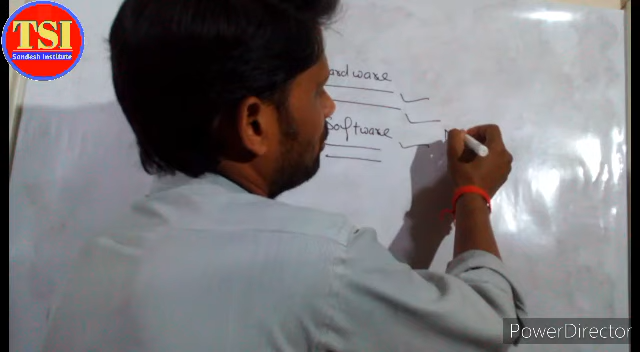 TSI
Sandesh Institute
ardware
Software
PowerDirector